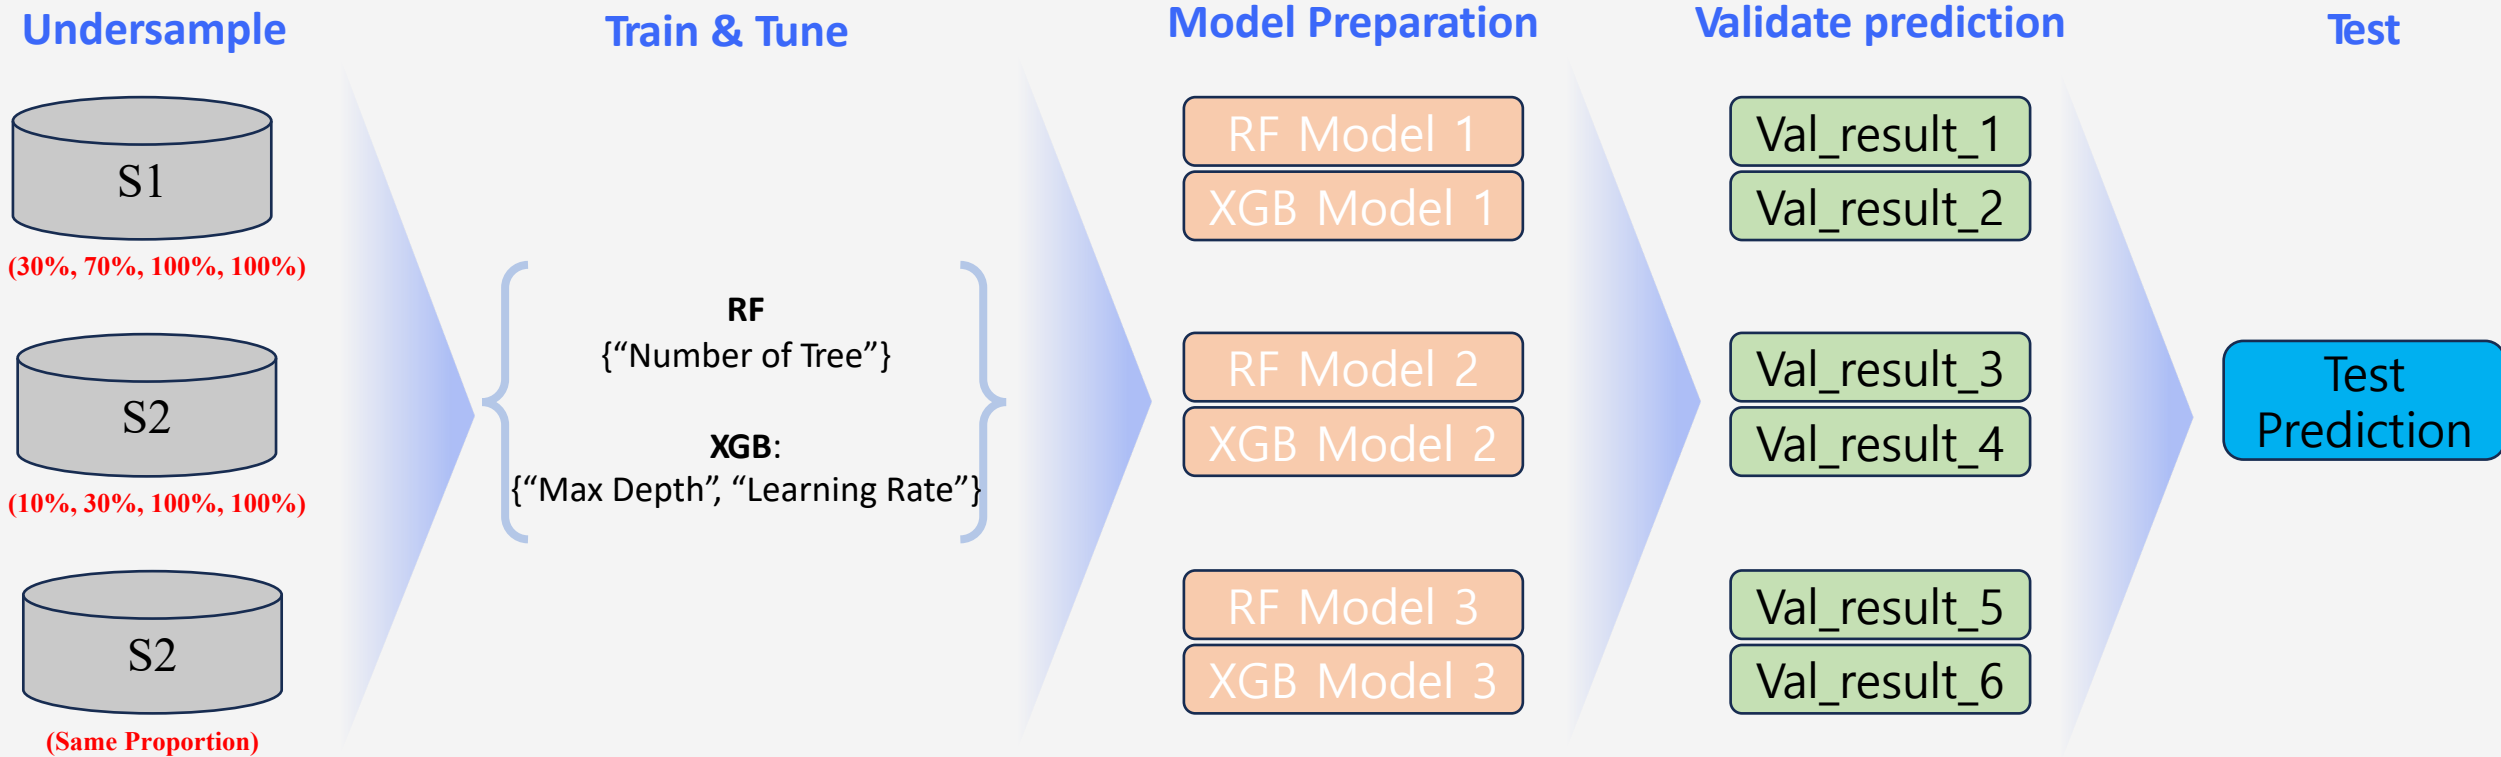 Undersample
Train & Tune
Model Preparation
Validate prediction
Test
S1
(30%, 70%, 100%, 100%)
S2
(10%, 30%, 100%, 100%)
S2
(Same Proportion)
RF
{“Number of Tree”}
XGB:
{“Max Depth”, “Learning Rate”}
RF Model 1
XGB Model 1
RF Model 2
XGB Model 2
RF Model 3
XGB Model 3
Val_result_1
Val_result_2
Val_result_3
Val_result_4
Val_result_5
Val_result_6
Test
Prediction